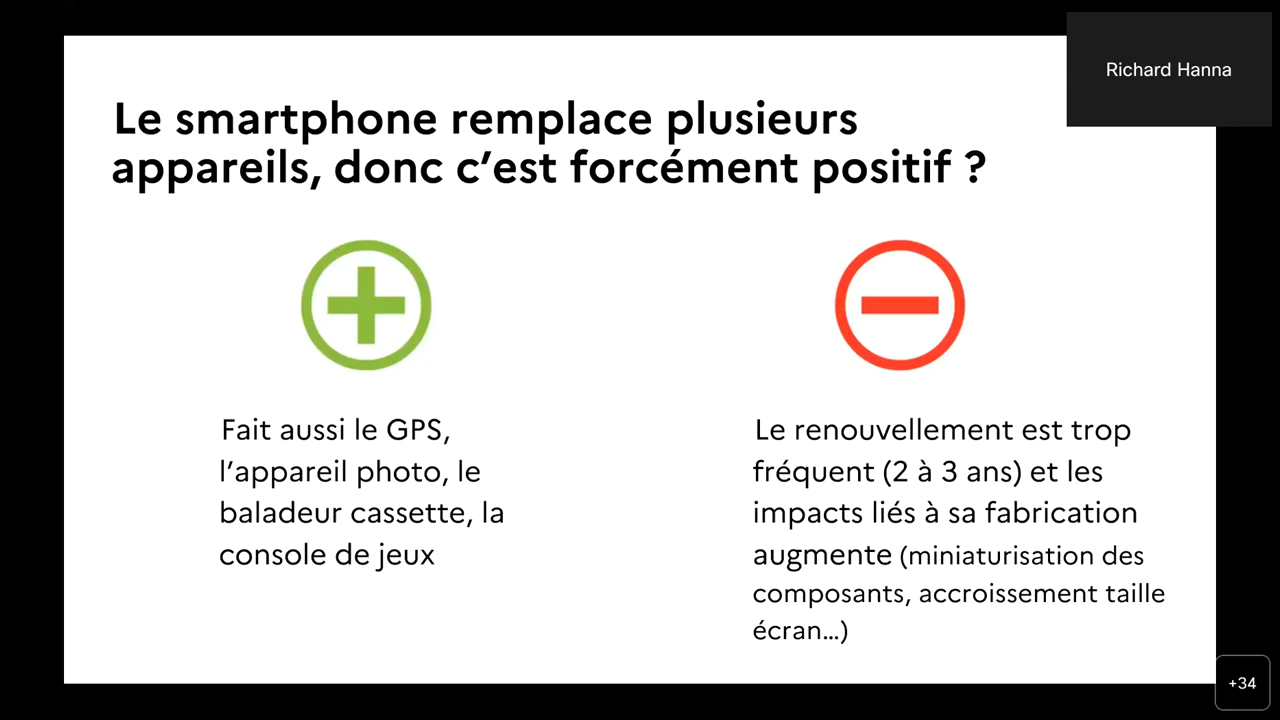 Richard Hanna
Le smartphone remplace plusieurs
appareils, donc c’est forcément positif ?
Fait aussi le GPS,
l’appareil photo, le
baladeur cassette, la
console de jeux
Le renouvellement est trop
fréquent (2 à 3 ans) et les
impacts liés à sa fabrication
augmente (miniaturisation des
composants, accroissement taille
écran…)
+34